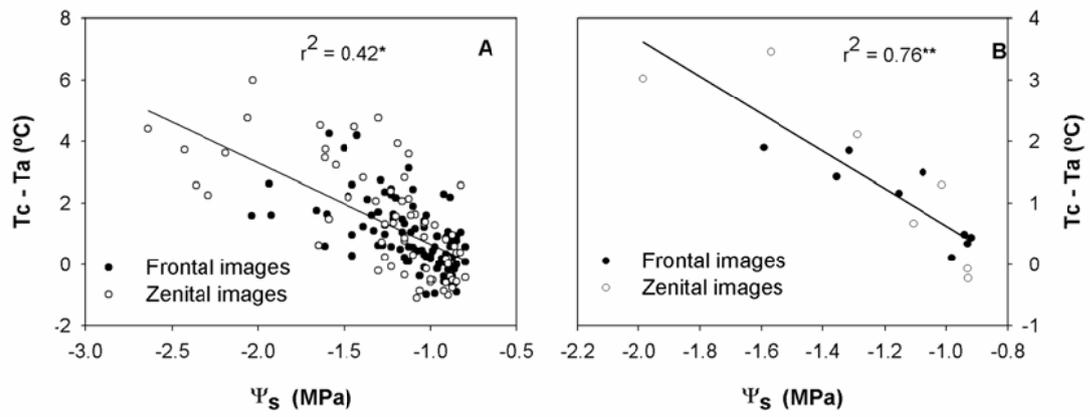 r² = 0.42*
A
Tc - Ta (ºC)
8
6
4
2
0
-2
Frontal images
Zenital images
-3.0 -2.5 -2.0 -1.5 -1.0 -0.5
Ψs (MPa)
r² = 0.76**
B
Frontal images
Zenital images
4
3
2
1
0
-1
Tc - Ta (ºC)
-2.2 -2.0 -1.8 -1.6 -1.4 -1.2 -1.0 -0.8
Ψs (MPa)